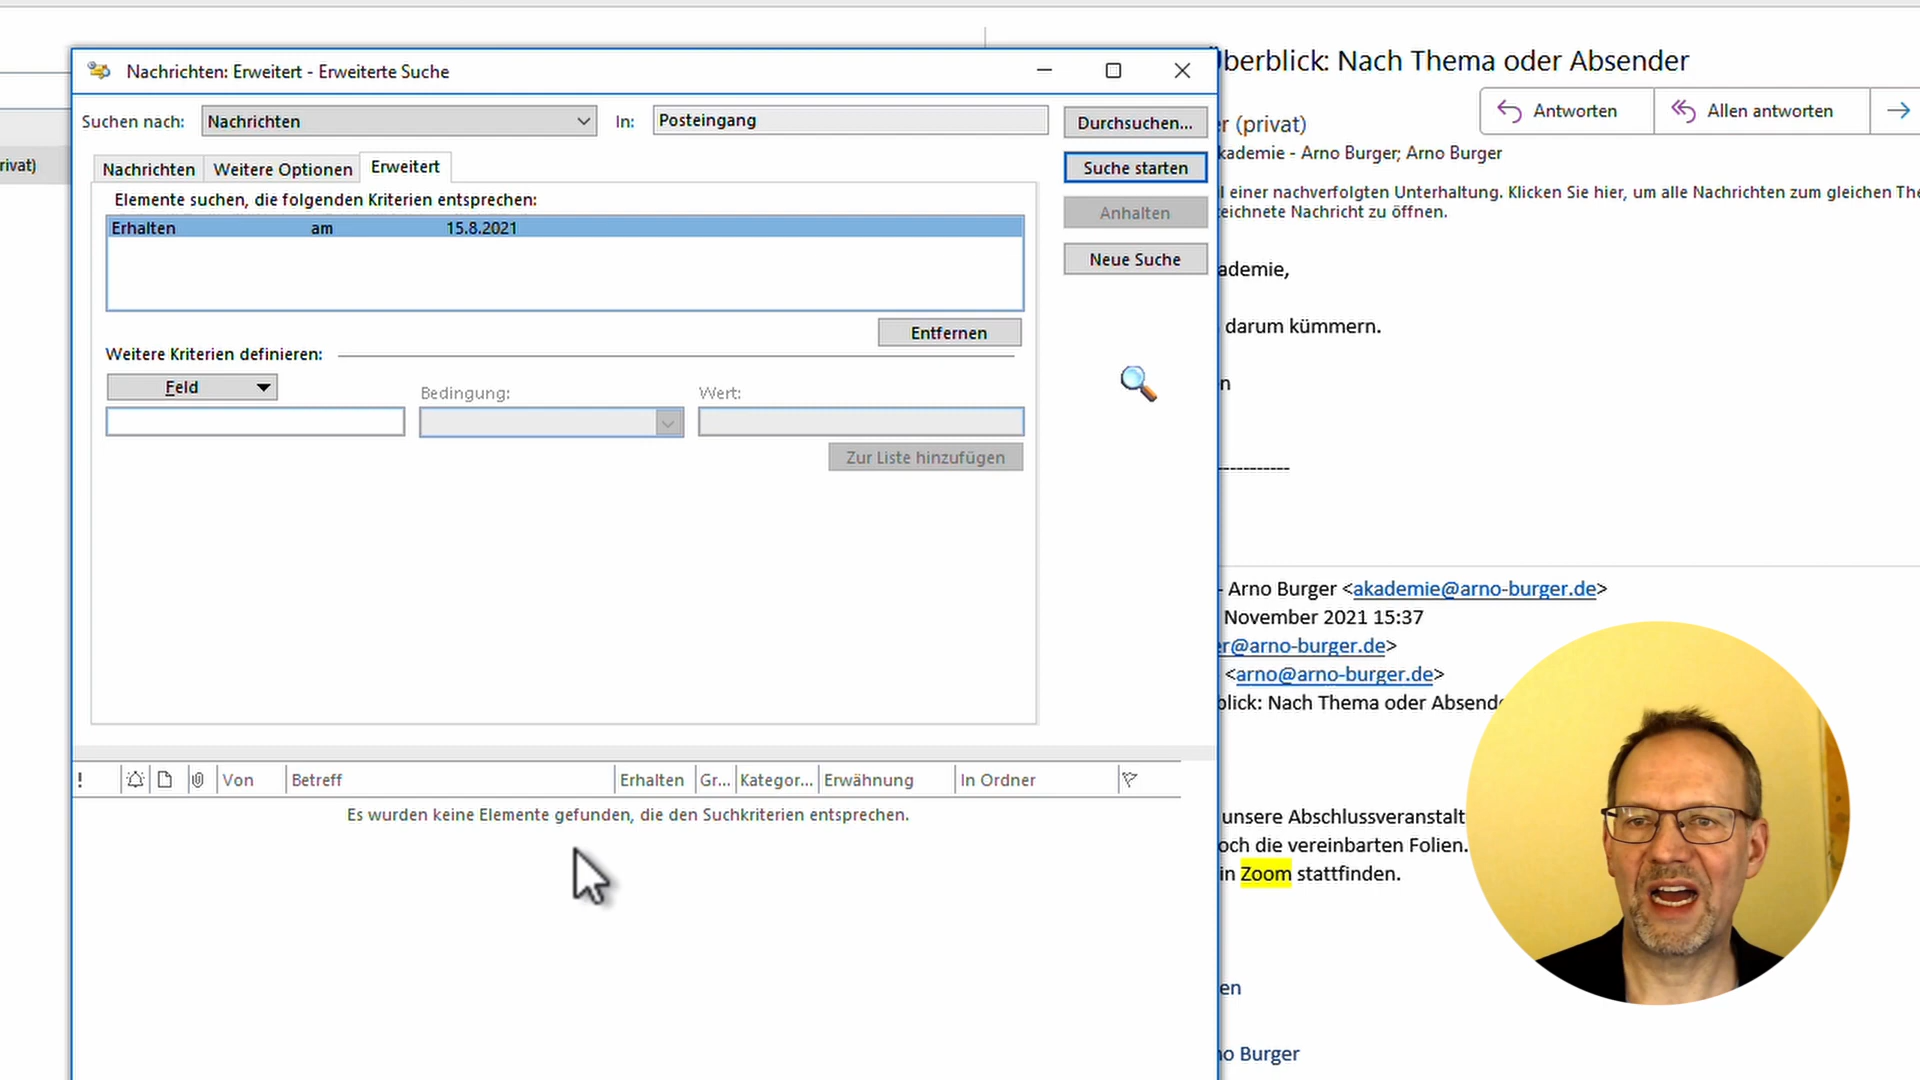 Nachrichten: Erweitert - Erweiterte Suche
Suchen nach:
Nachrichten
In:
Posteingang
Durchsuchen...
Nachrichten
Weitere Optionen
Erweitert
Suche starten
Elemente suchen, die folgenden Kriterien entsprechen:
Anhalten
Erhalten am 15.8.2021
Neue Suche
Entfernen
Weitere Kriterien definieren:
Feld
Bedingung:
Wert:
Zur Liste hinzufügen
! Von Betreff Erhalten Gr... Kategor... Erwähnung In Ordner
Es wurden keine Elemente gefunden, die den Suchkriterien entsprechen.
rivat)
Überblick: Nach Thema oder Absender
Antworten
Allen antworten
r (privat)
kademie - Arno Burger; Arno Burger
l einer nachverfolgten Unterhaltung. Klicken Sie hier, um alle Nachrichten zum gleichen The
eichnete Nachricht zu öffnen.
ademie,
darum kümmern.
n
------------
- Arno Burger <akademie@arno-burger.de>
November 2021 15:37
er@arno-burger.de>
<arno@arno-burger.de>
blick: Nach Thema oder Absende
unsere Abschlussveranstalt
och die vereinbarten Folien.
in Zoom stattfinden.
en
no Burger